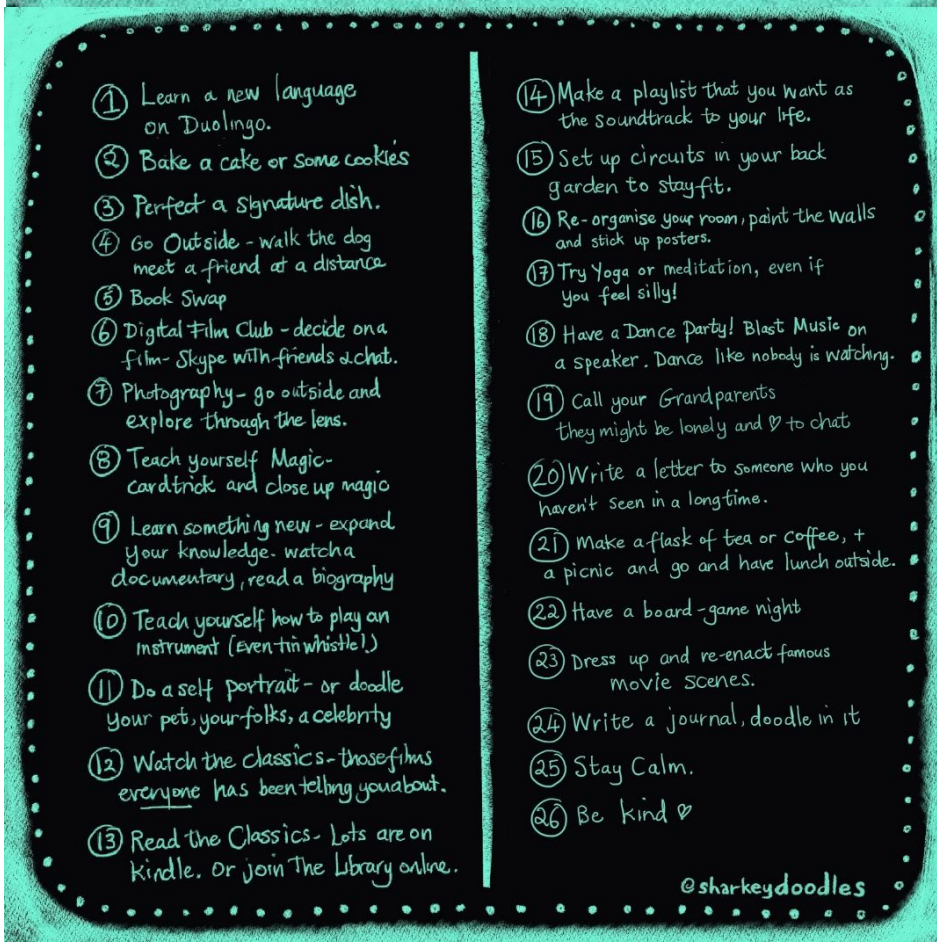 1 Learn a new language
on Duolingo.
2 Bake a cake or some cookies
3 Perfect a signature dish.
4 Go Outside - walk the dog
meet a friend at a distance
5 Book Swap
6 Digital Film Club - decide on a
film - Skype with friends & chat.
7 Photography - go outside and
explore through the lens.
8 Teach yourself Magic-
cardtrick and close up magic
9 Learn something new - expand
your knowledge. watch a
documentary, read a biography
10 Teach yourself how to play an
instrument (Even tin whistle!)
11 Do a self portrait - or doodle
your pet, your folks, a celebrity
12 Watch the classics - those films
everyone has been telling you about.
13 Read the Classics - Lots are on
kindle. Or join The Library online.
14 Make a playlist that you want as
the soundtrack to your life.
15 Set up circuits in your back
garden to stay fit.
16 Re-organise your room, paint the walls
and stick up posters.
17 Try Yoga or meditation, even if
you feel silly!
18 Have a Dance Party! Blast Music on
a speaker. Dance like nobody is watching.
19 Call your Grandparents
they might be lonely and ♡ to chat
20 Write a letter to someone who you
haven't seen in a long time.
21 Make a flask of tea or coffee, +
a picnic and go and have lunch outside.
22 Have a board-game night
23 Dress up and re-enact famous
movie scenes.
24 Write a journal, doodle in it
25 Stay Calm.
26 Be kind ♡
@sharkeydoodles